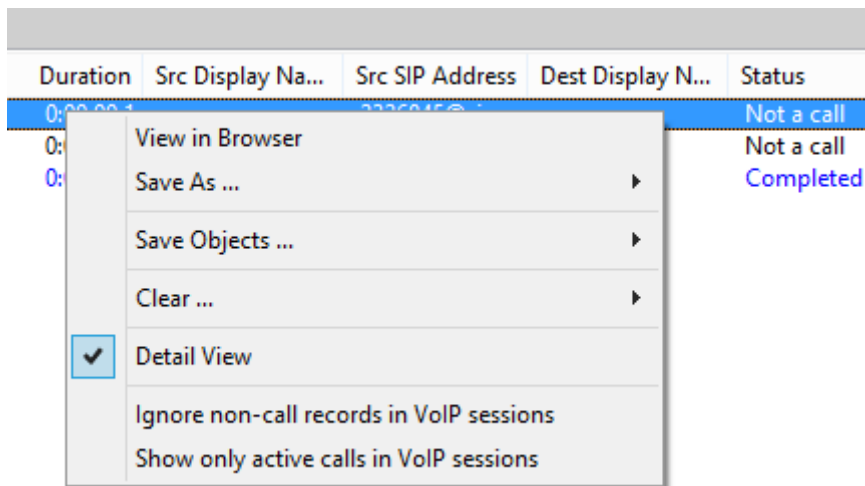 Duration Src Display Na... Src SIP Address Dest Display N... Status
Not a call
Not a call
Completed
View in Browser
Save As ...
Save Objects ...
Clear ...
Detail View
Ignore non-call records in VoIP sessions
Show only active calls in VoIP sessions